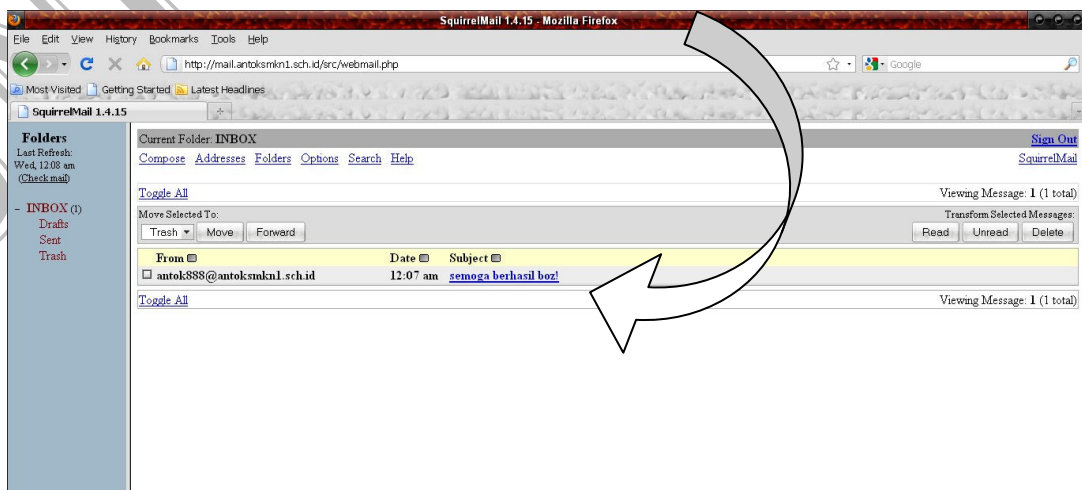 SquirrelMail 1.4.15 - Mozilla Firefox
File Edit View History Bookmarks Tools Help
http://mail.antoksmkn1.sch.id/src/webmail.php
Google
Most Visited Getting Started Latest Headlines
SquirrelMail 1.4.15
Folders
Last Refresh:
Wed, 12:08 am
(Check mail)
- INBOX (1)
Drafts
Sent
Trash
Current Folder: INBOX Sign Out
Compose Addresses Folders Options Search Help SquirrelMail
Toggle All Viewing Message: 1 (1 total)
Move Selected To: Transform Selected Messages:
Trash Move Forward Read Unread Delete
From Date Subject
antok888@antoksmkn1.sch.id 12:07 am semoga berhasil boz!
Toggle All Viewing Message: 1 (1 total)